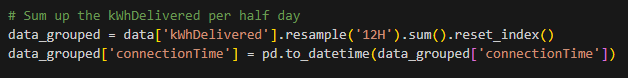 # Sum up the kWhDelivered per half day
data_grouped = data['kWhDelivered'].resample('12H').sum().reset_index()
data_grouped['connectionTime'] = pd.to_datetime(data_grouped['connectionTime'])